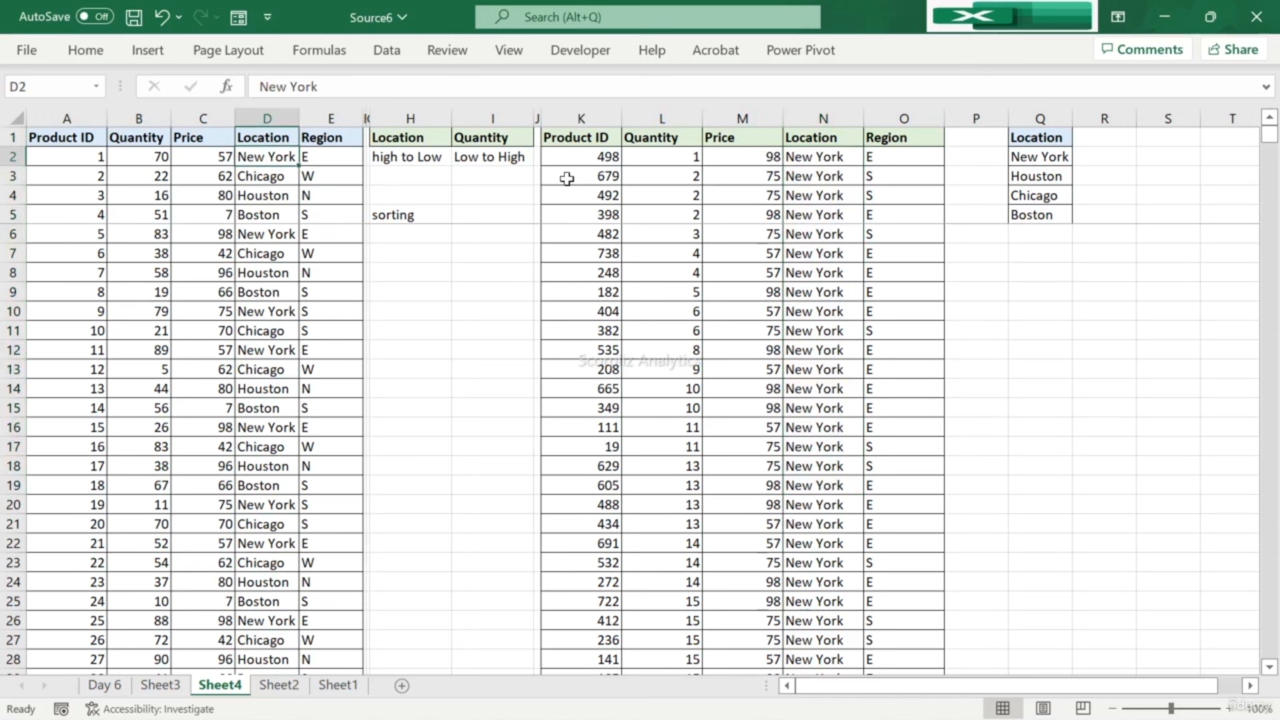 AutoSave Off Source6 Search (Alt+Q)
File Home Insert Page Layout Formulas Data Review View Developer Help Acrobat Power Pivot Comments Share
D2 fx New York
A B C D E H I J K L M N O P Q R S T
1 Product ID Quantity Price Location Region Location Quantity Product ID Quantity Price Location Region Location
2 1 70 57 New York E high to Low Low to High 498 1 98 New York E New York
3 2 22 62 Chicago W 679 2 75 New York S Houston
4 3 16 80 Houston N 492 2 75 New York S Chicago
5 4 51 7 Boston S sorting 398 2 98 New York E Boston
6 5 83 98 New York E 482 3 75 New York S
7 6 38 42 Chicago W 738 4 57 New York E
8 7 58 96 Houston N 248 4 57 New York E
9 8 19 66 Boston S 182 5 98 New York E
10 9 79 75 New York S 404 6 57 New York E
11 10 21 70 Chicago S 382 6 75 New York S
12 11 89 57 New York E 535 8 98 New York E
13 12 5 62 Chicago W 208 9 57 New York E
14 13 44 80 Houston N 665 10 98 New York E
15 14 56 7 Boston S 349 10 98 New York E
16 15 26 98 New York E 111 11 57 New York E
17 16 83 42 Chicago W 19 11 75 New York S
18 17 38 96 Houston N 629 13 75 New York S
19 18 67 66 Boston S 605 13 98 New York E
20 19 11 75 New York S 488 13 98 New York E
21 20 70 70 Chicago S 434 13 57 New York E
22 21 52 57 New York E 691 14 57 New York E
23 22 54 62 Chicago W 532 14 75 New York S
24 23 37 80 Houston N 272 14 98 New York E
25 24 10 7 Boston S 722 15 98 New York E
26 25 88 98 New York E 412 15 75 New York S
27 26 72 42 Chicago W 236 15 75 New York S
28 27 90 96 Houston N 141 15 57 New York E
Day 6 Sheet3 Sheet4 Sheet2 Sheet1
Ready Accessibility: Investigate 100%